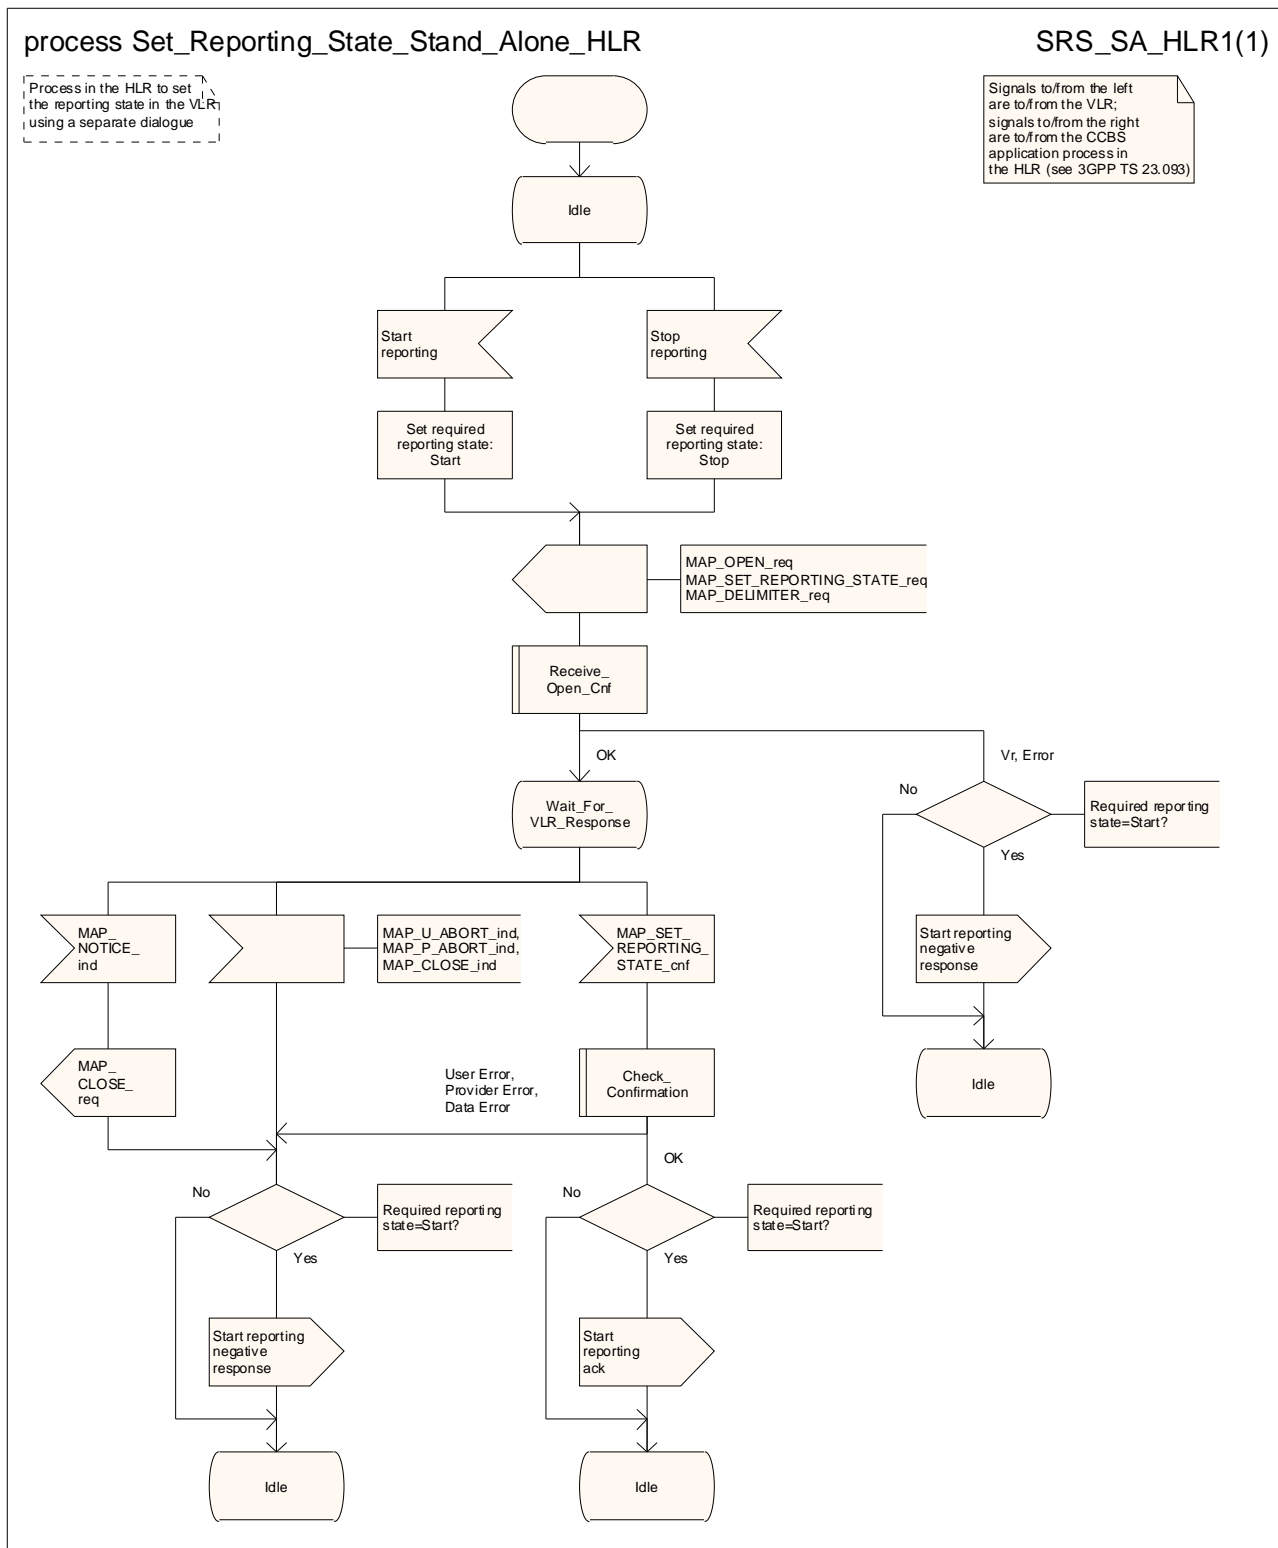 process Set_Reporting_State_Stand_Alone_HLR
SRS_SA_HLR1(1)
Process in the HLR to set
the reporting state in the VLR
using a separate dialogue
Signals to/from the left
are to/from the VLR;
signals to/from the right
are to/from the CCBS
application process in
the HLR (see 3GPP TS 23.093)
Idle
Start
reporting
Stop
reporting
Set required
reporting state:
Start
Set required
reporting state:
Stop
MAP_OPEN_req
MAP_SET_REPORTING_STATE_req
MAP_DELIMITER_req
Receive_
Open_Cnf
OK
Vr, Error
Wait_For_
VLR_Response
No
Required reporting
state=Start?
Yes
MAP_
NOTICE_
ind
MAP_U_ABORT_ind,
MAP_P_ABORT_ind,
MAP_CLOSE_ind
MAP_SET_
REPORTING_
STATE_cnf
Start reporting
negative
response
MAP_
CLOSE_
req
User Error,
Provider Error,
Data Error
Check_
Confirmation
Idle
OK
No
Required reporting
state=Start?
Yes
No
Required reporting
state=Start?
Yes
Start reporting
negative
response
Start
reporting
ack
Idle
Idle